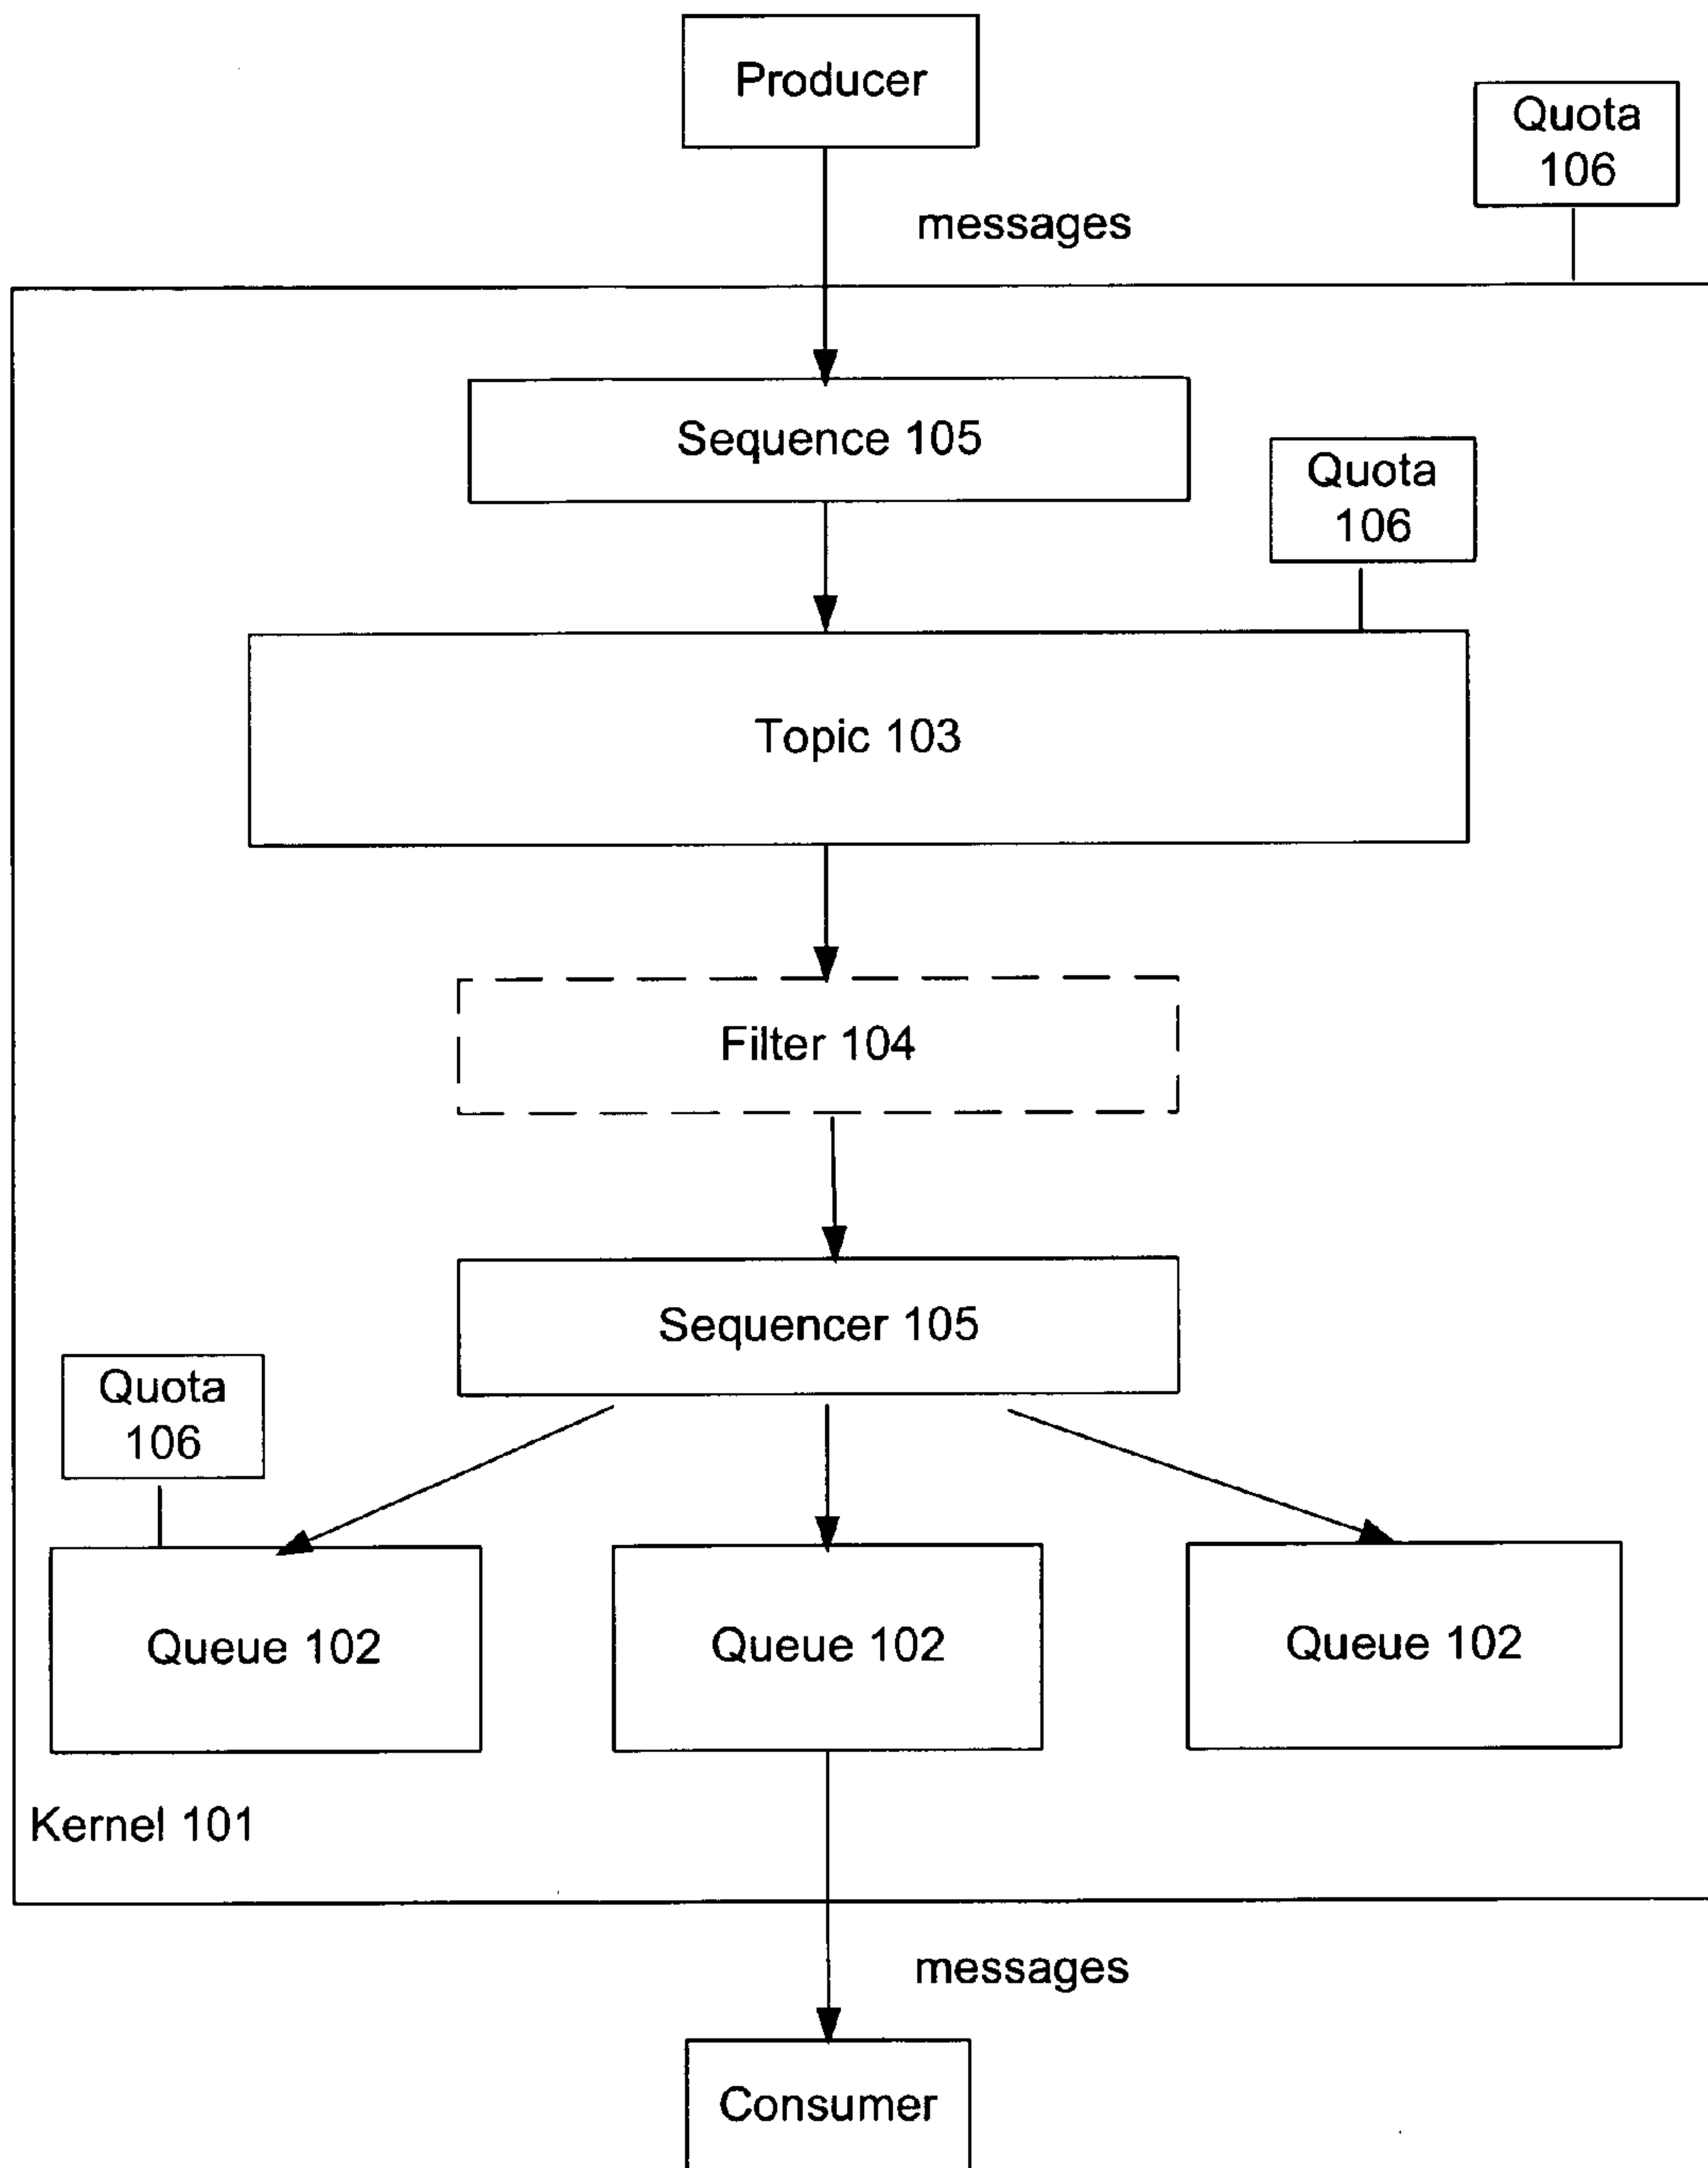 Producer
Quota
106
messages
Sequence 105
Quota
106
Topic 103
Filter 104
Sequencer 105
Quota
106
Queue 102
Queue 102
Queue 102
Kernel 101
messages
Consumer